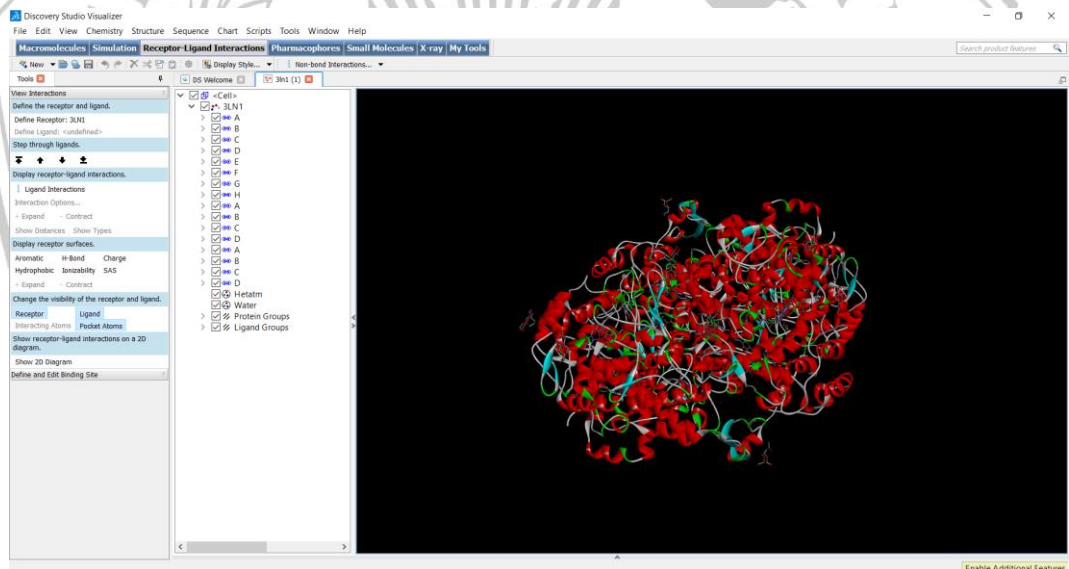 Discovery Studio Visualizer
File Edit View Chemistry Structure Sequence Chart Scripts Tools Window Help
Macromolecules Simulation Receptor-Ligand Interactions Pharmacophores Small Molecules X-ray My Tools
Search product features
New Display Style... Non-bond Interactions...
Tools
DS Welcome 3ln1 (1)
View Interactions
Define the receptor and ligand.
Define Receptor: 3LN1
Define Ligand: <undefined>
Step through ligands.
Display receptor-ligand interactions.
Ligand Interactions
Interaction Options...
+ Expand - Contract
Show Distances Show Types
Display receptor surfaces.
Aromatic H-Bond Charge
Hydrophobic Ionizability SAS
+ Expand - Contract
Change the visibility of the receptor and ligand.
Receptor Ligand
Interacting Atoms Pocket Atoms
Show receptor-ligand interactions on a 2D
diagram.
Show 2D Diagram
Define and Edit Binding Site
<Cell>
3LN1
A
B
C
D
E
F
G
H
A
B
C
D
A
B
C
D
Hetatm
Water
Protein Groups
Ligand Groups
Enable Additional Features